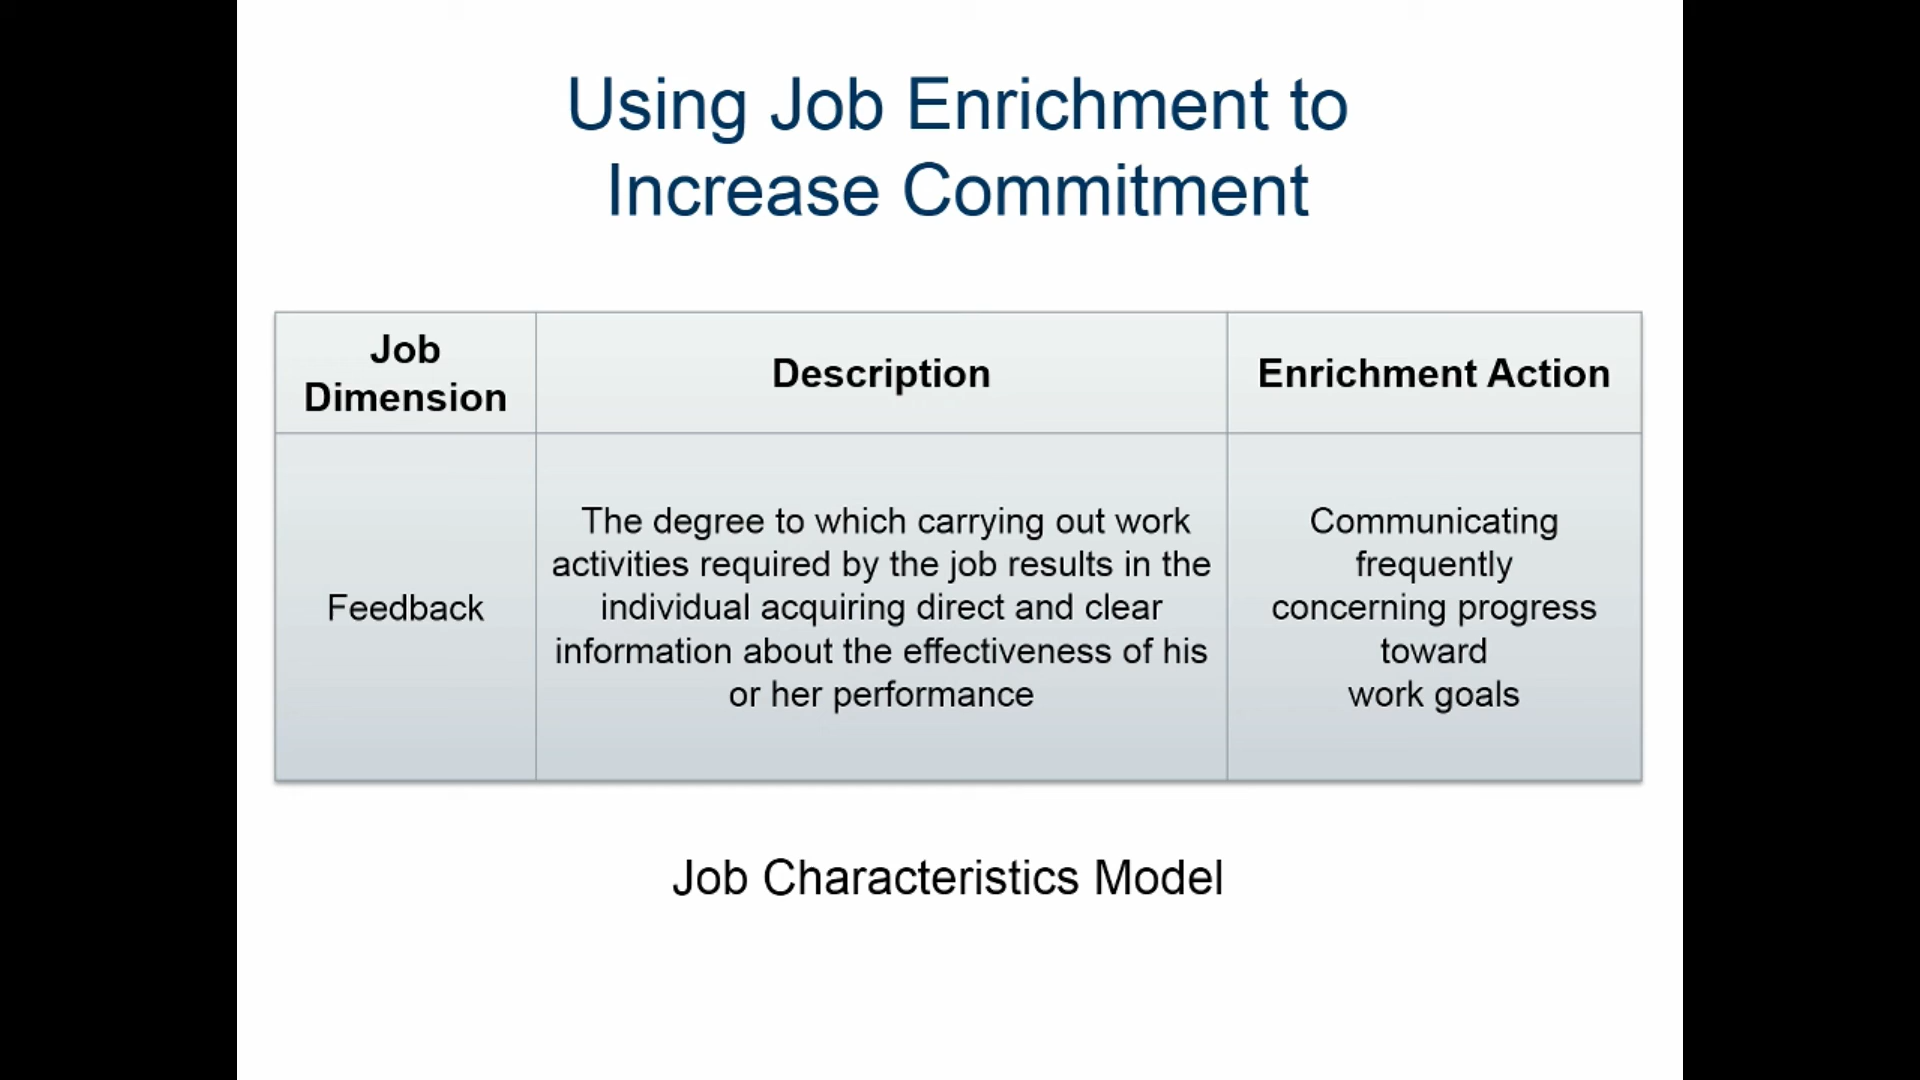 Using Job Enrichment to
Increase Commitment
Job
Dimension
Description
Enrichment Action
Feedback
The degree to which carrying out work
activities required by the job results in the
individual acquiring direct and clear
information about the effectiveness of his
or her performance
Communicating
frequently
concerning progress
toward
work goals
Job Characteristics Model